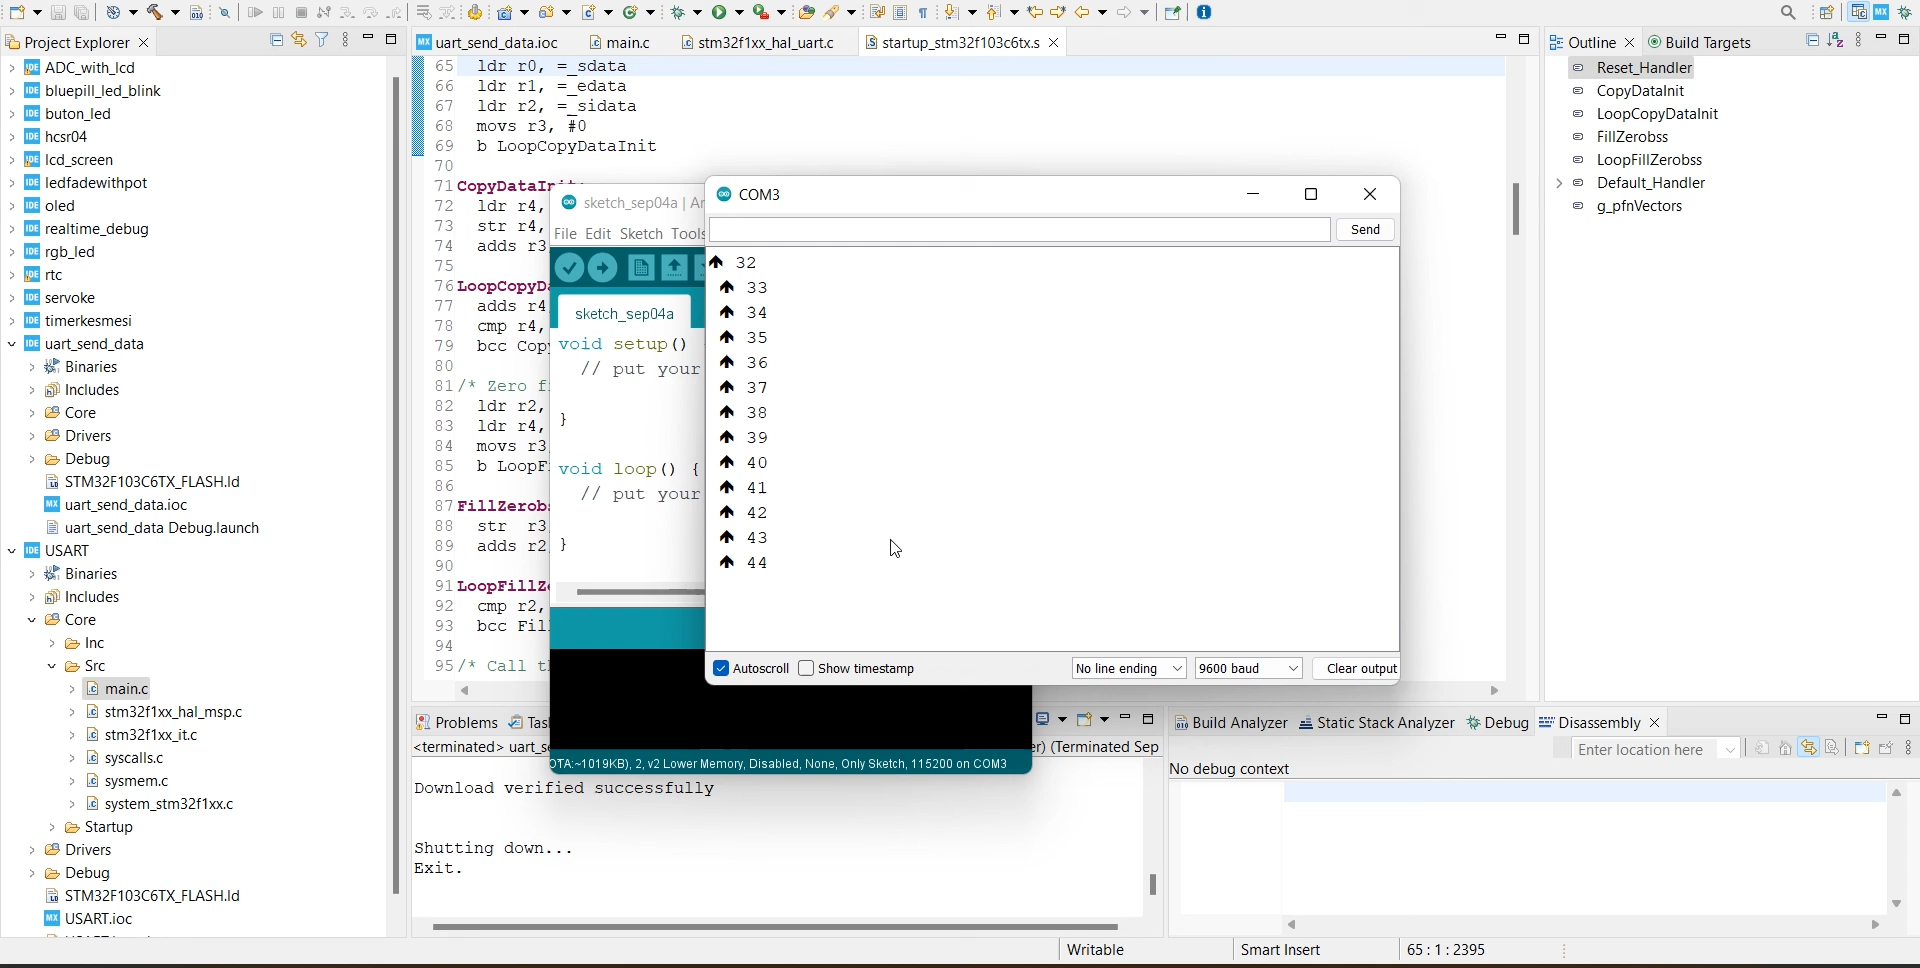 Project Explorer
ADC_with_lcd
bluepill_led_blink
buton_led
hcsr04
lcd_screen
ledfadewithpot
oled
realtime_debug
rgb_led
rtc
servoke
timerkesmesi
uart_send_data
Binaries
Includes
Core
Drivers
Debug
STM32F103C6TX_FLASH.ld
uart_send_data.ioc
uart_send_data Debug.launch
USART
Binaries
Includes
Core
Inc
Src
main.c
stm32f1xx_hal_msp.c
stm32f1xx_it.c
syscalls.c
sysmem.c
system_stm32f1xx.c
Startup
Drivers
Debug
STM32F103C6TX_FLASH.ld
USART.ioc
uart_send_data.ioc main.c stm32f1xx_hal_uart.c startup_stm32f103c6tx.s
65 ldr r0, =_sdata
66 ldr r1, =_edata
67 ldr r2, =_sidata
68 movs r3, #0
69 b LoopCopyDataInit
70
71 CopyDataIn
72 ldr r4,
73 str r4,
74 adds r3
75
76 LoopCopyD
77 adds r4
78 cmp r4,
79 bcc Cop
80
81 /* Zero f
82 ldr r2,
83 ldr r4,
84 movs r3
85 b LoopF
86
87 FillZerob
88 str r3
89 adds r2
90
91 LoopFillZ
92 cmp r2,
93 bcc Fil
94
95 /* Call t
sketch_sep04a | Ar
File Edit Sketch Tools
sketch_sep04a
void setup()
// put your
}
void loop() {
// put your
}
OTA:~1019KB), 2, v2 Lower Memory, Disabled, None, Only Sketch, 115200 on COM3
COM3
Send
32
33
34
35
36
37
38
39
40
41
42
43
44
Autoscroll Show timestamp No line ending 9600 baud Clear output
Outline Build Targets
Reset_Handler
CopyDataInit
LoopCopyDataInit
FillZerobss
LoopFillZerobss
Default_Handler
g_pfnVectors
Problems Tas
<terminated> uart_se er) (Terminated Sep
Download verified successfully
Shutting down...
Exit.
Build Analyzer Static Stack Analyzer Debug Disassembly
Enter location here
No debug context
Writable Smart Insert 65 : 1 : 2395